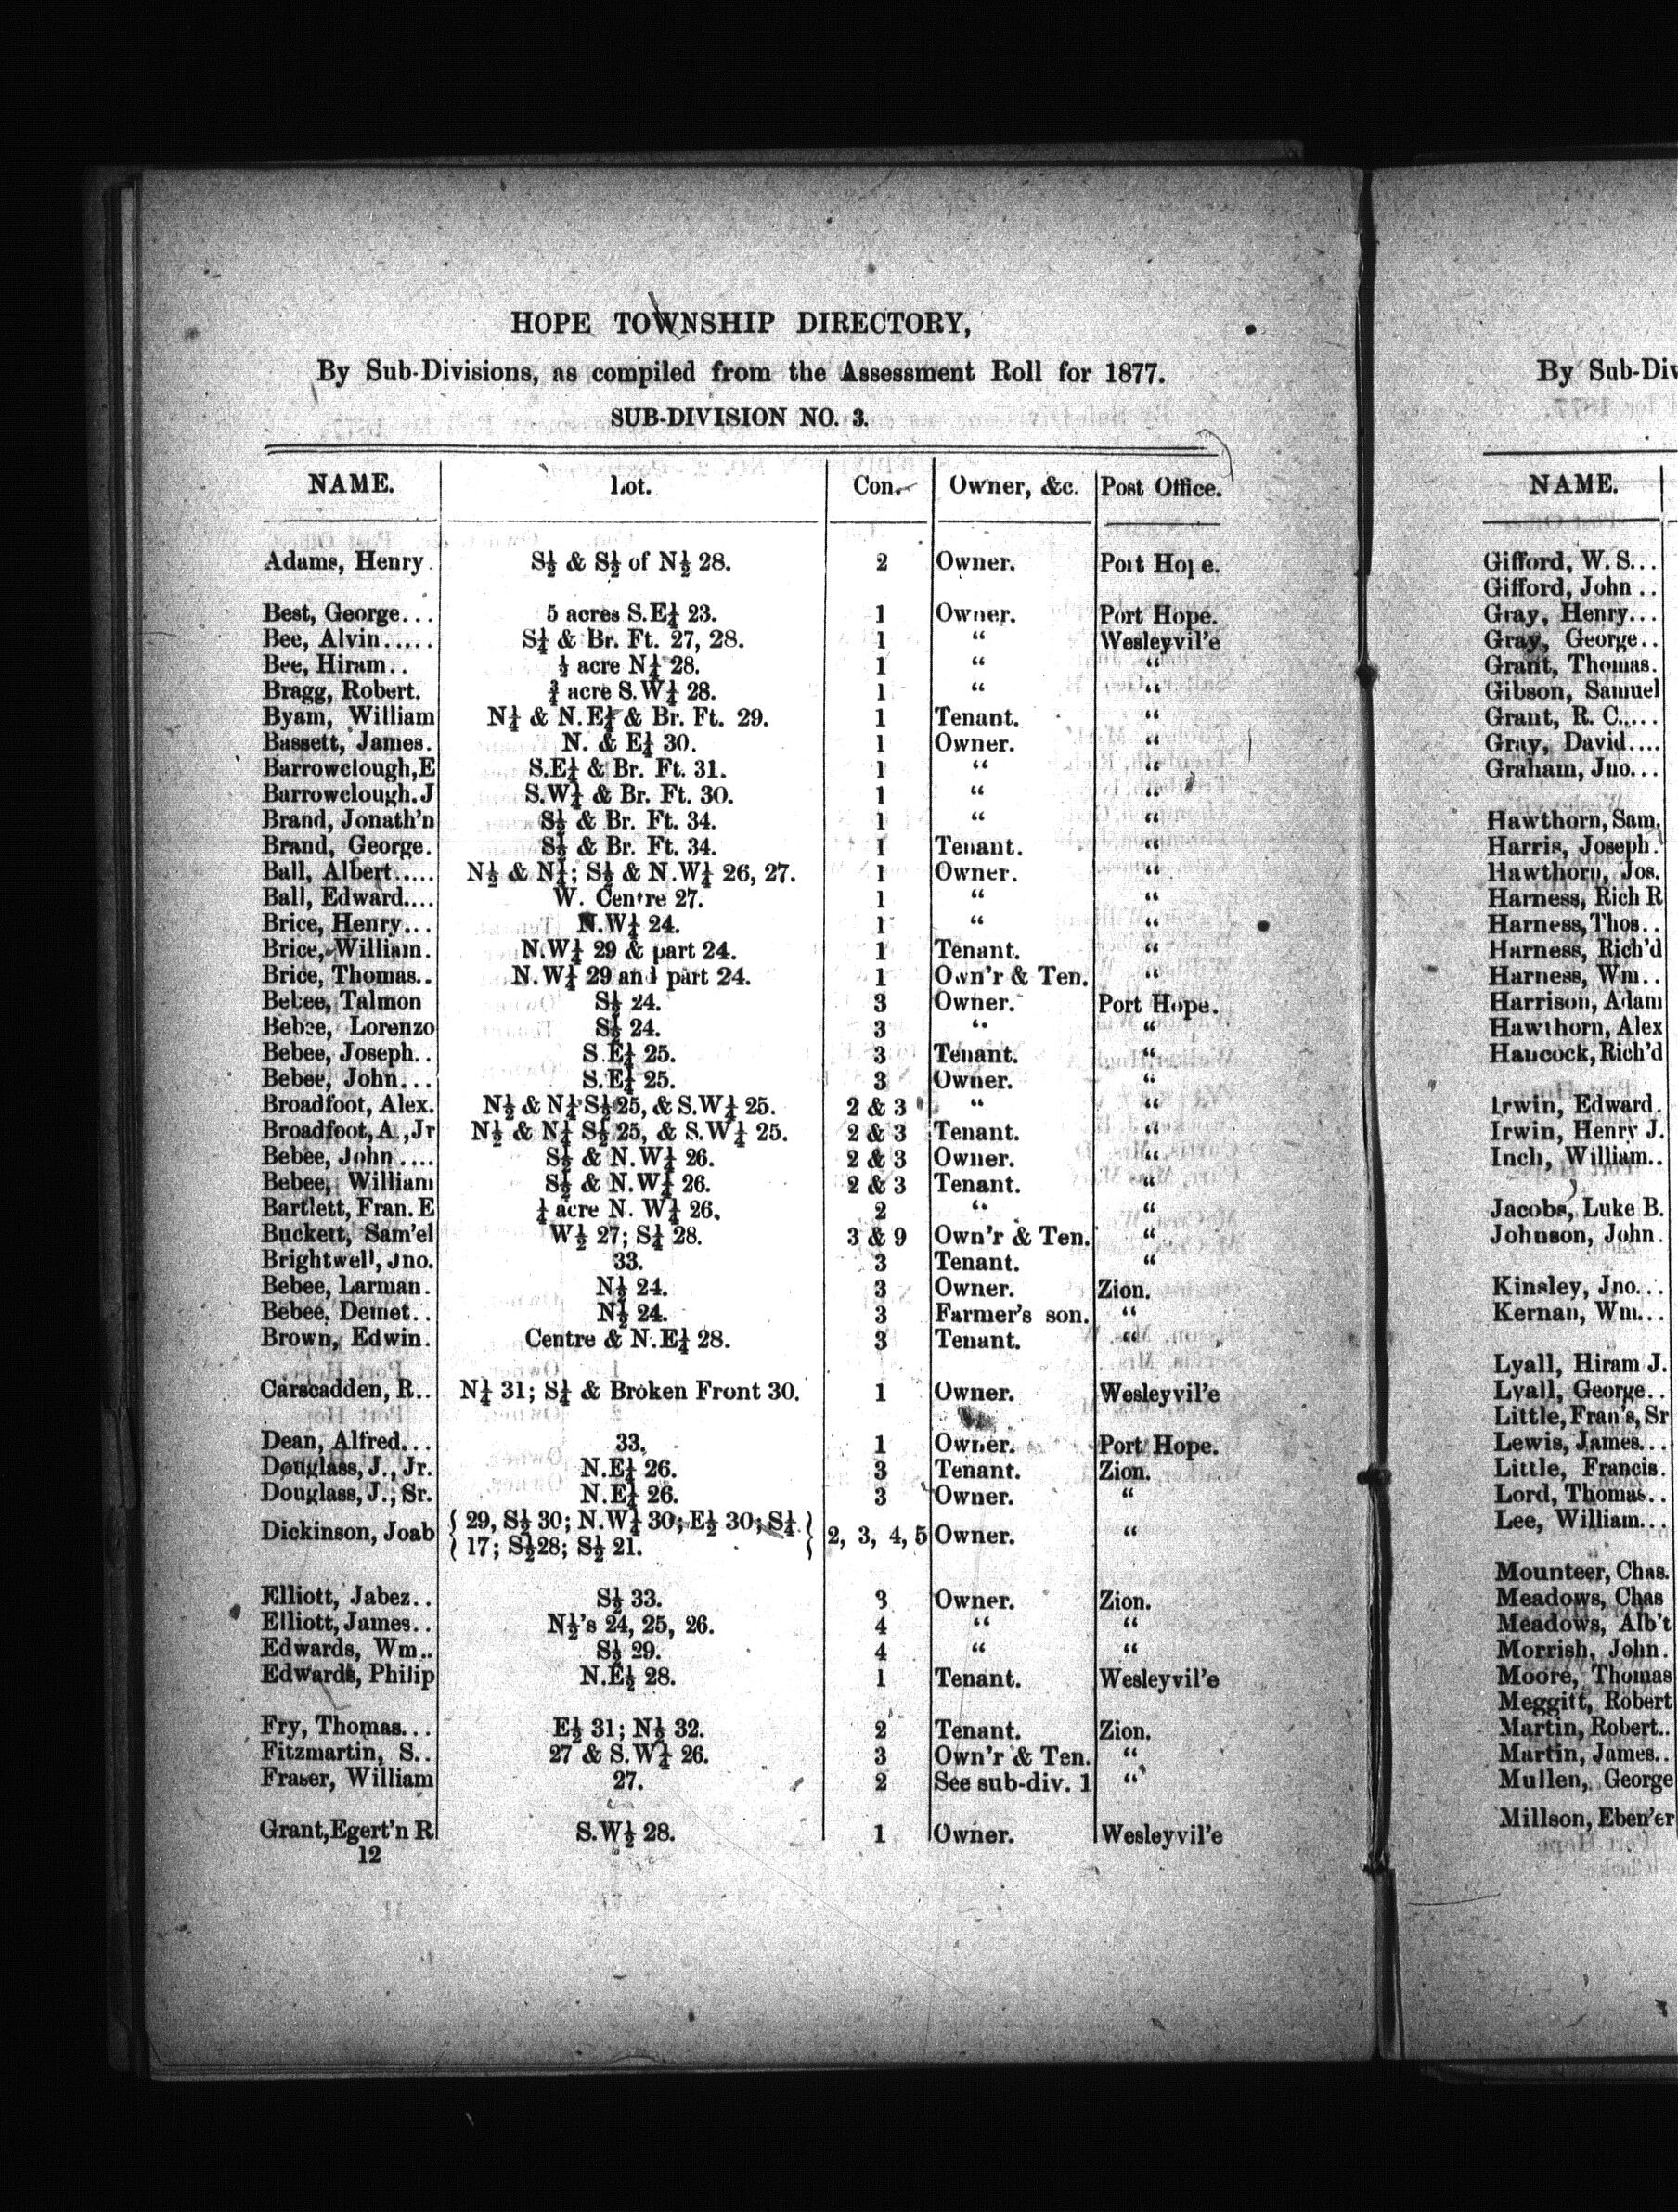 HOPE TOWNSHIP DIRECTORY,
By Sub-Divisions, as compiled from the Assessment Roll for 1877.
SUB-DIVISION NO. 3.
NAME. Lot. Con. Owner, &c. Post Office.
Adams, Henry. S½ & S½ of N½ 28. 2 Owner. Port Hope.
Best, George... 5 acres S.E¼ 23. 1 Owner. Port Hope.
Bee, Alvin..... S¼ & Br. Ft. 27, 28. 1 “ Wesleyvil'e
Bee, Hiram.. ½ acre N¼ 28. 1 “ “
Bragg, Robert. ¾ acre S.W¼ 28. 1 “ “
Byam, William N½ & N.E¼ & Br. Ft. 29. 1 Tenant. “
Bassett, James. N. & E½ 30. 1 Owner. “
Barrowclough,E S.E¼ & Br. Ft. 31. 1 “ “
Barrowclough.J S.W¼ & Br. Ft. 30. 1 “ “
Brand, Jonath'n S½ & Br. Ft. 34. 1 “ “
Brand, George. S½ & Br. Ft. 34. 1 Tenant. “
Ball, Albert..... N½ & N¼; S½ & N.W¼ 26, 27. 1 Owner. “
Ball, Edward.... W. Centre 27. 1 “ “
Brice, Henry... N.W¼ 24. 1 “ “
Brice, William. N.W¼ 29 & part 24. 1 Tenant. “
Brice, Thomas.. N.W¼ 29 and part 24. 1 Own'r & Ten. “
Bebee, Talmon S½ 24. 3 Owner. Port Hope.
Bebee, Lorenzo S½ 24. 3 “ “
Bebee, Joseph.. S.E¼ 25. 3 Tenant. “
Bebee, John... S.E¼ 25. 3 Owner. “
Broadfoot, Alex. N½ & N¼ S½ 25, & S.W¼ 25. 2 & 3 “ “
Broadfoot, A., Jr N½ & N¼ S½ 25, & S.W¼ 25. 2 & 3 Tenant. “
Bebee, John.... S½ & N.W¼ 26. 2 & 3 Owner. “
Bebee, William S½ & N.W¼ 26. 2 & 3 Tenant. “
Bartlett, Fran. E ¼ acre N. W¼ 26. 2 “ “
Buckett, Sam'el W½ 27; S¼ 28. 3 & 9 Own'r & Ten. “
Brightwell, Jno. 33. 3 Tenant. “
Bebee, Larman. N½ 24. 3 Owner. Zion.
Bebee, Demet.. N½ 24. 3 Farmer's son. “
Brown, Edwin. Centre & N.E¼ 28. 3 Tenant. “
Carscadden, R.. N¼ 31; S¼ & Broken Front 30. 1 Owner. Wesleyvil'e
Dean, Alfred... 33. 1 Owner. Port Hope.
Douglass, J., Jr. N.E¼ 26. 3 Tenant. Zion.
Douglass, J., Sr. N.E¼ 26. 3 Owner. “
Dickinson, Joab { 29, S½ 30; N.W¼ 30; E½ 30; S¼ } 2, 3, 4, 5 Owner. “
{ 17; S½ 28; S½ 21. }
Elliott, Jabez.. S½ 33. 3 Owner. Zion.
Elliott, James.. N½'s 24, 25, 26. 4 “ “
Edwards, Wm.. S½ 29. 4 “ “
Edwards, Philip N.E½ 28. 1 Tenant. Wesleyvil'e
Fry, Thomas... E½ 31; N½ 32. 2 Tenant. Zion.
Fitzmartin, S.. 27 & S.W¼ 26. 3 Own'r & Ten. “
Fraser, William 27. 2 See sub-div. 1 “
Grant, Egert'n R S.W½ 28. 1 Owner. Wesleyvil'e
12
By Sub-Div
NAME.
Gifford, W. S...
Gifford, John ..
Gray, Henry...
Gray, George..
Grant, Thomas.
Gibson, Samuel
Grant, R. C.....
Gray, David....
Graham, Jno...
Hawthorn, Sam.
Harris, Joseph.
Hawthorn, Jos.
Harness, Rich R
Harness, Thos..
Harness, Rich'd
Harness, Wm..
Harrison, Adam
Hawthorn, Alex
Hancock, Rich'd
Irwin, Edward.
Irwin, Henry J.
Inch, William..
Jacobs, Luke B.
Johnson, John.
Kinsley, Jno...
Kernan, Wm...
Lyall, Hiram J.
Lyall, George..
Little, Fran's, Sr
Lewis, James...
Little, Francis.
Lord, Thomas..
Lee, William...
Mounteer, Chas.
Meadows, Chas
Meadows, Alb't
Morrish, John.
Moore, Thomas
Meggitt, Robert
Martin, Robert..
Martin, James..
Mullen, George
Millson, Eben'er